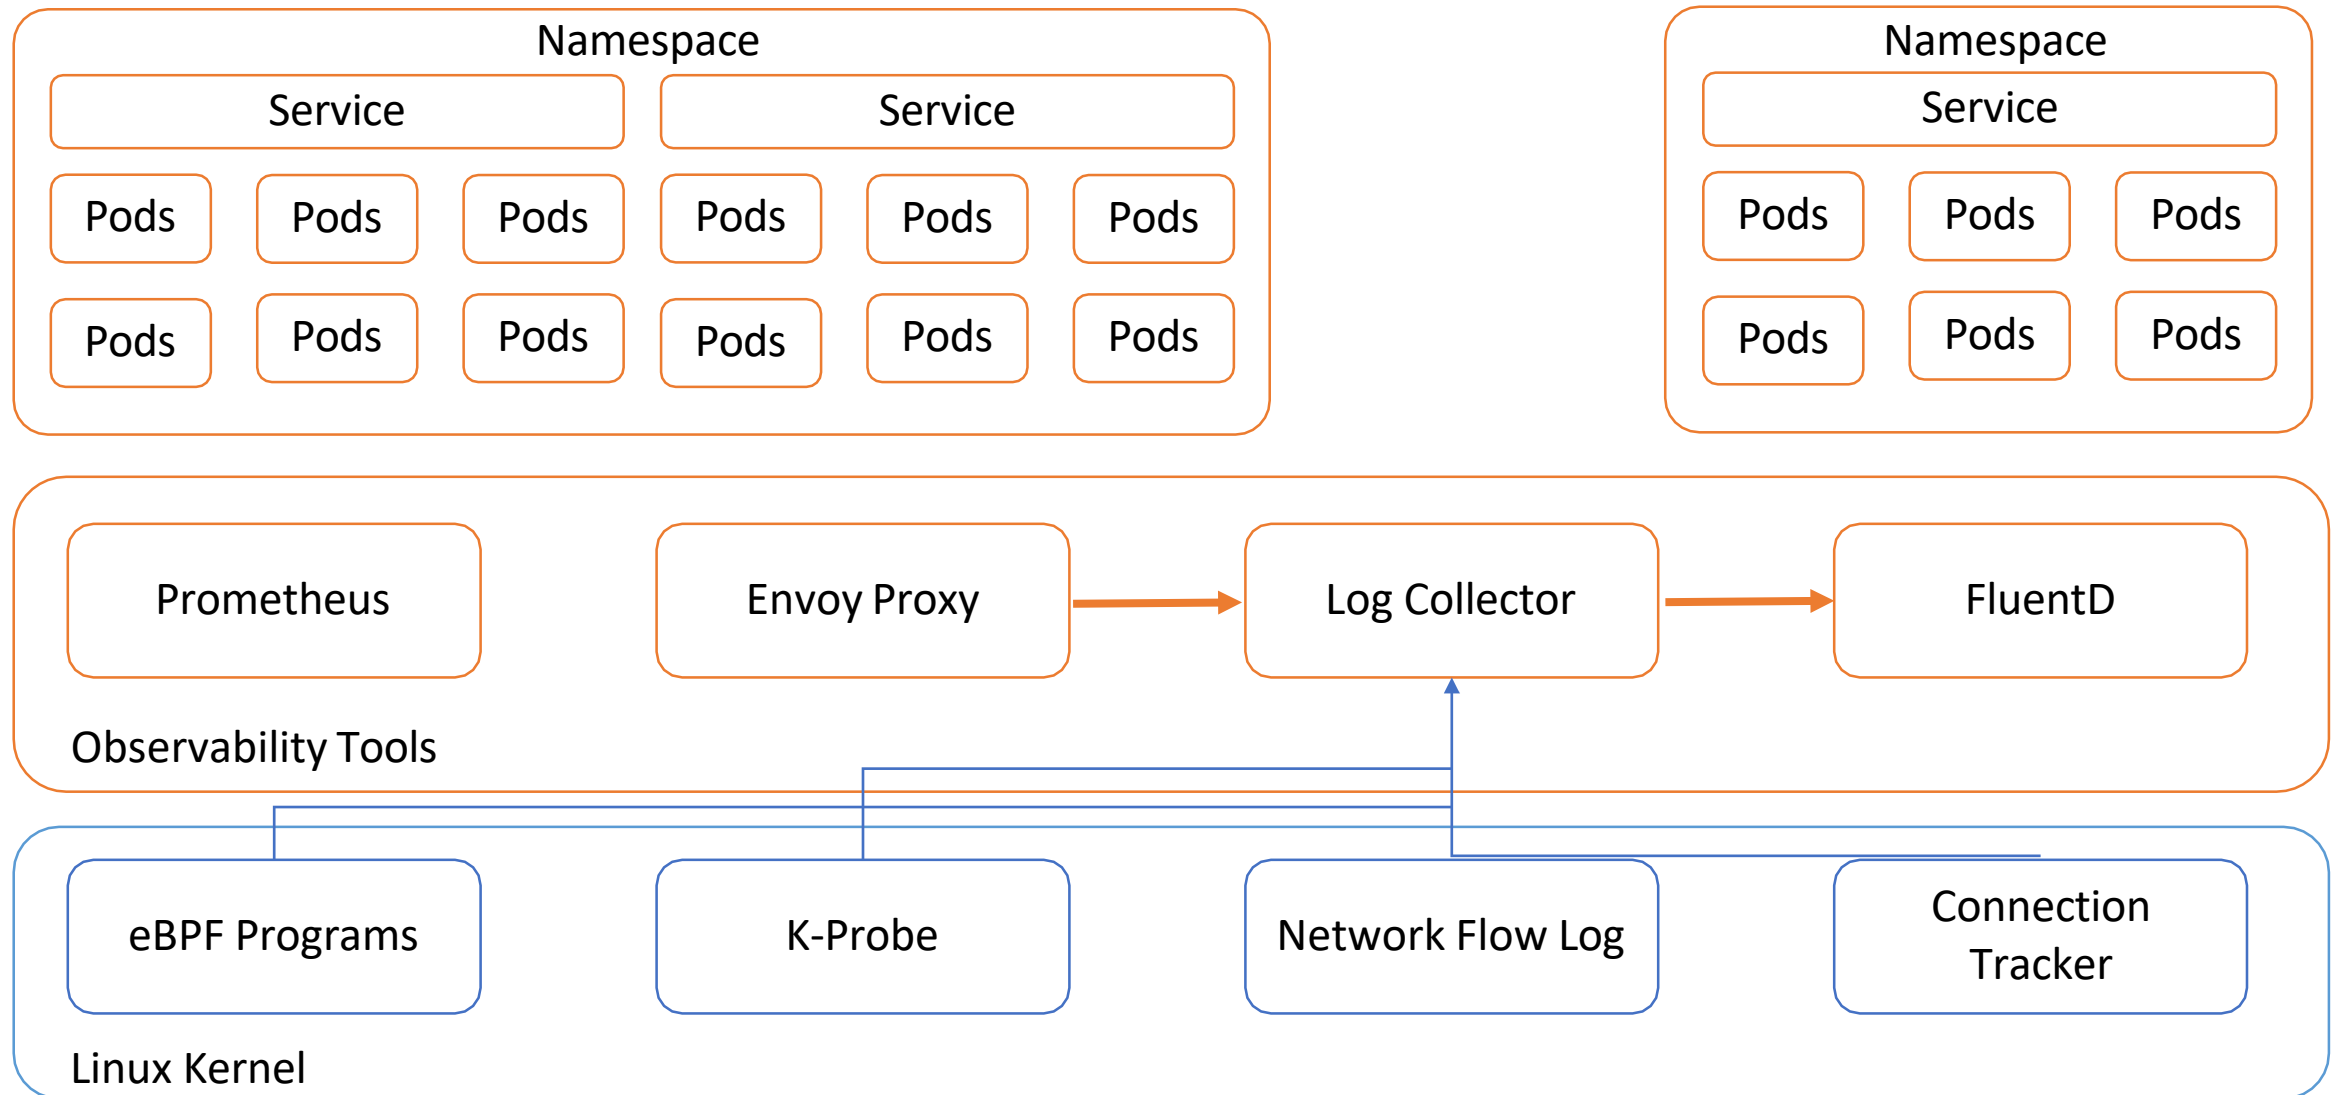 Namespace
Service
Service
Pods
Pods
Pods
Pods
Pods
Pods
Pods
Pods
Pods
Pods
Pods
Pods
Namespace
Service
Pods
Pods
Pods
Pods
Pods
Pods
Prometheus
Envoy Proxy
Log Collector
FluentD
Observability Tools
eBPF Programs
K-Probe
Network Flow Log
Connection
Tracker
Linux Kernel